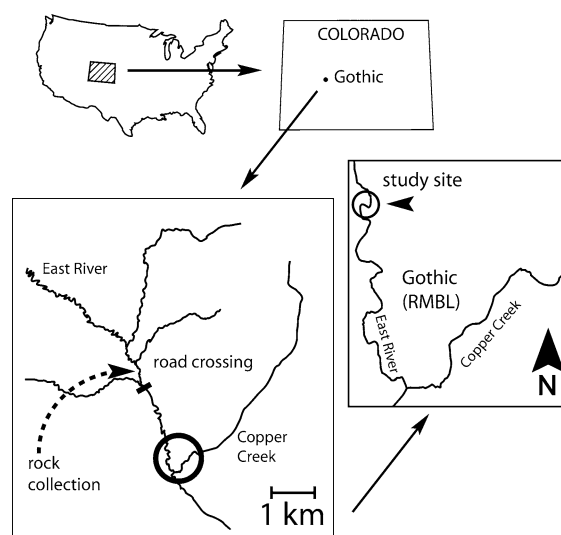 COLORADO
Gothic
study site
Gothic
(RMBL)
East River
Copper Creek
N
East River
road crossing
rock
collection
Copper
Creek
1 km